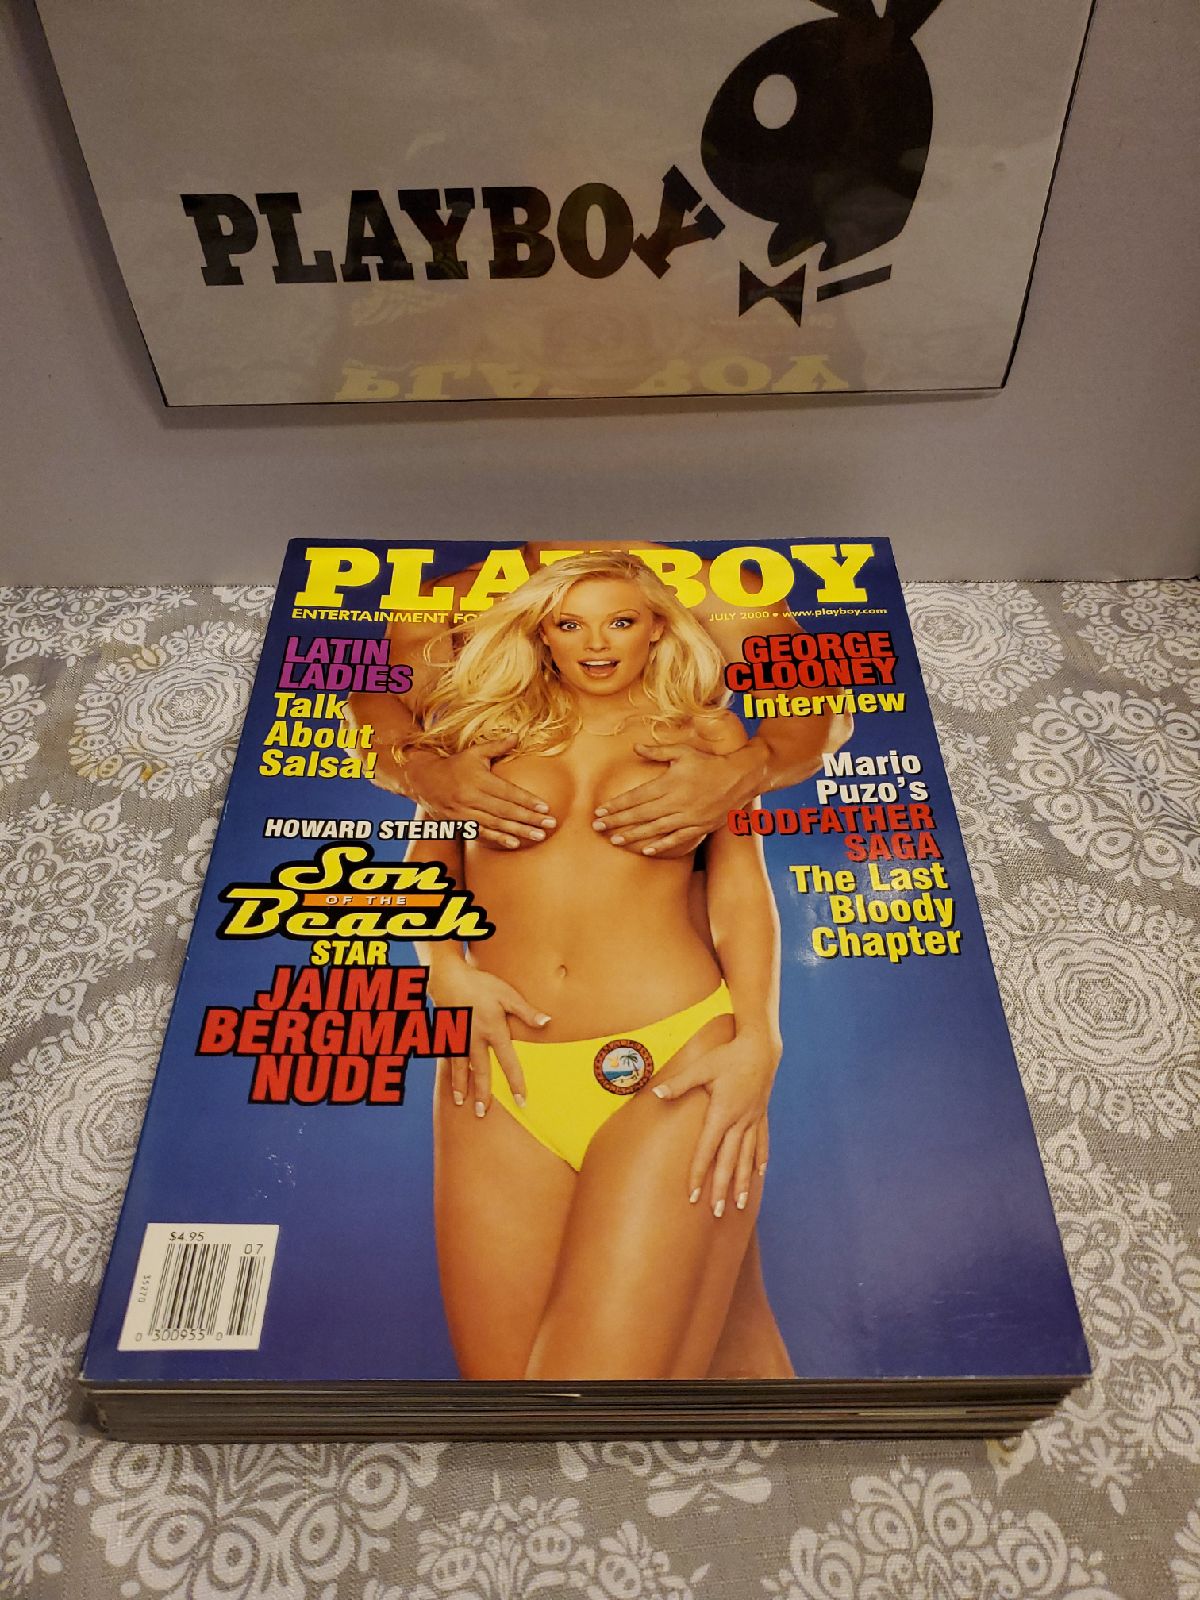 PLAYBOY
PLAYBOY
ENTERTAINMENT
JULY 2000 • www.playboy.com
LATIN
LADIES
Talk
About
Salsa!
HOWARD STERN'S
Son
OF THE
Beach
STAR
JAIME
BERGMAN
NUDE
GEORGE
CLOONEY
Interview
Mario
Puzo's
GODFATHER
SAGA
The Last
Bloody
Chapter
$4.95
07
35270
0 300955 0